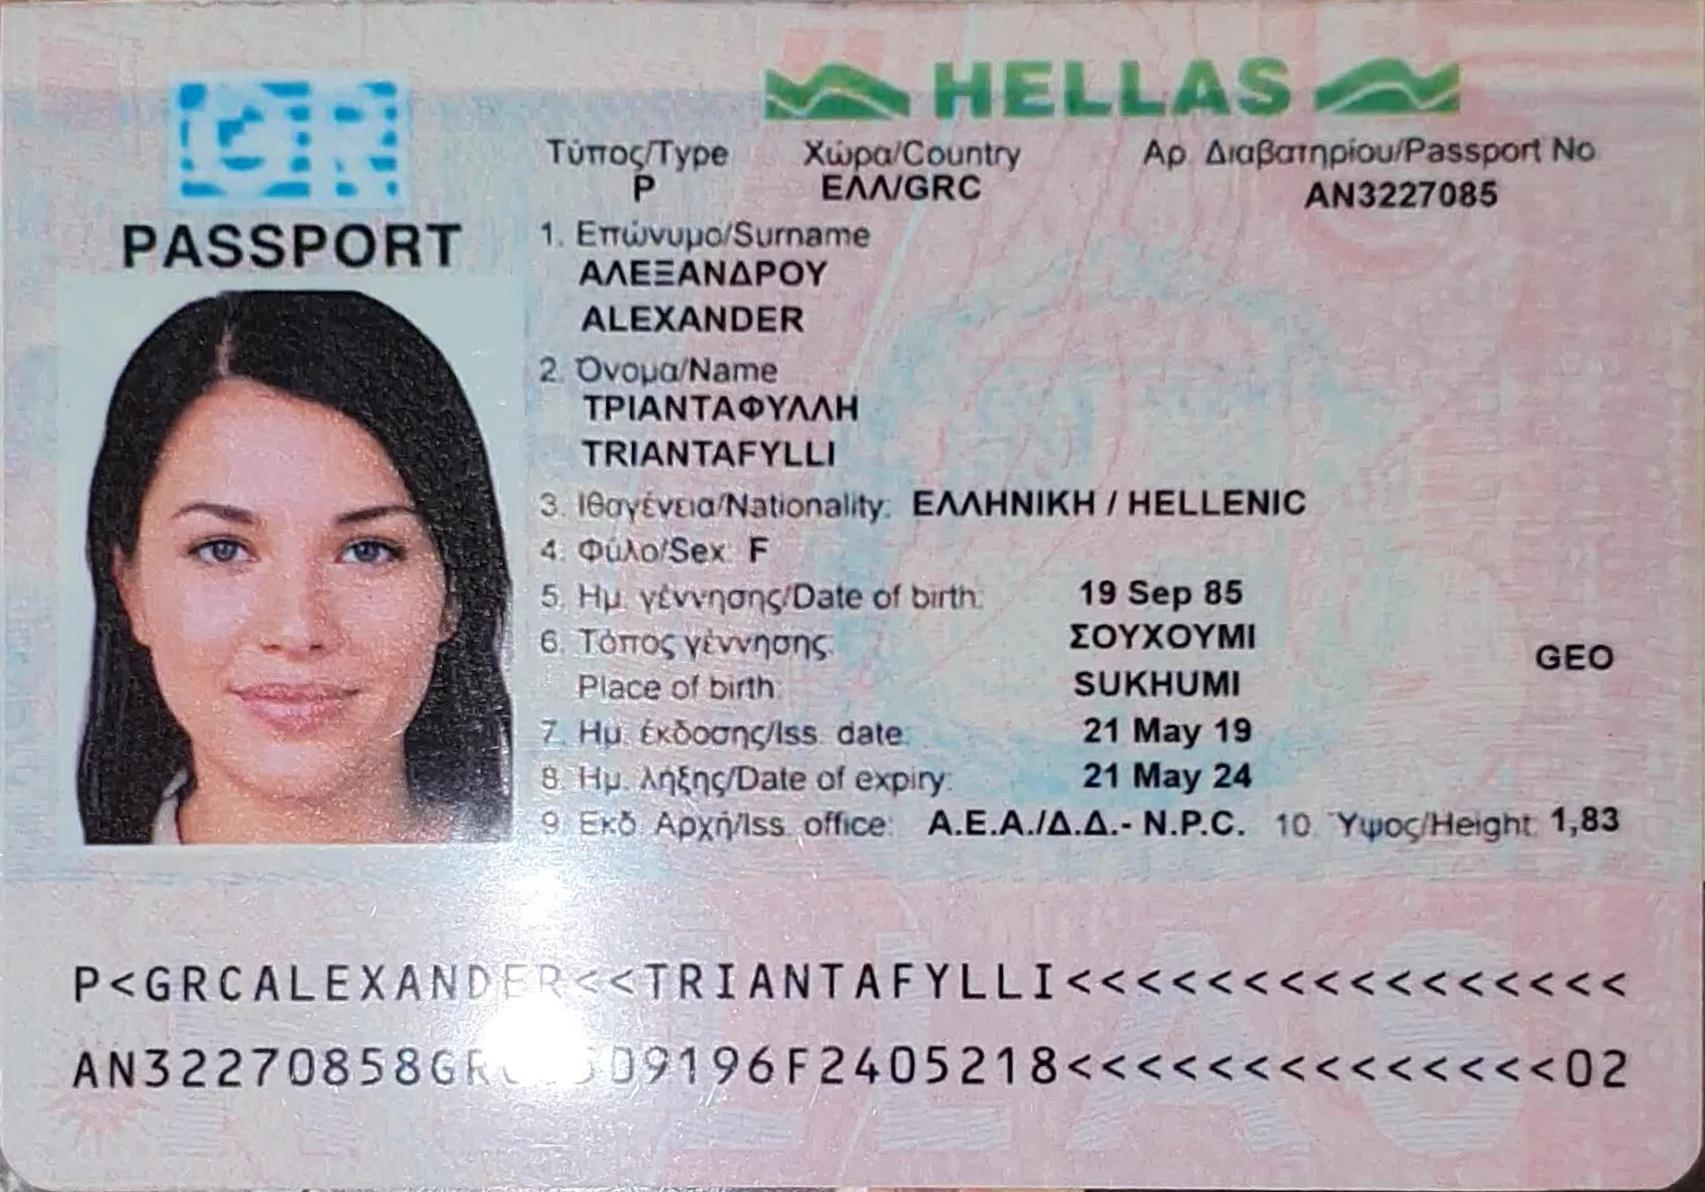 GR
HELLAS
Τύπος/Type Χώρα/Country Αρ. Διαβατηρίου/Passport No
P ΕΛΛ/GRC AN3227085
PASSPORT
1. Επώνυμο/Surname
ΑΛΕΞΑΝΔΡΟΥ
ALEXANDER
2. Όνομα/Name
ΤΡΙΑΝΤΑΦΥΛΛΗ
TRIANTAFYLLI
3. Ιθαγένεια/Nationality: ΕΛΛΗΝΙΚΗ / HELLENIC
4. Φύλο/Sex: F
5. Ημ. γέννησης/Date of birth: 19 Sep 85
6. Τόπος γέννησης: ΣΟΥΧΟΥΜΙ GEO
Place of birth: SUKHUMI
7. Ημ. έκδοσης/Iss. date: 21 May 19
8. Ημ. λήξης/Date of expiry: 21 May 24
9. Εκδ. Αρχή/Iss. office: Α.Ε.Α./Δ.Δ.- N.P.C. 10. Ύψος/Height: 1,83
P<GRCALEXANDER<<TRIANTAFYLLI<<<<<<<<<<<<<<<<
AN32270858GR 09196F2405218<<<<<<<<<<<<<<02